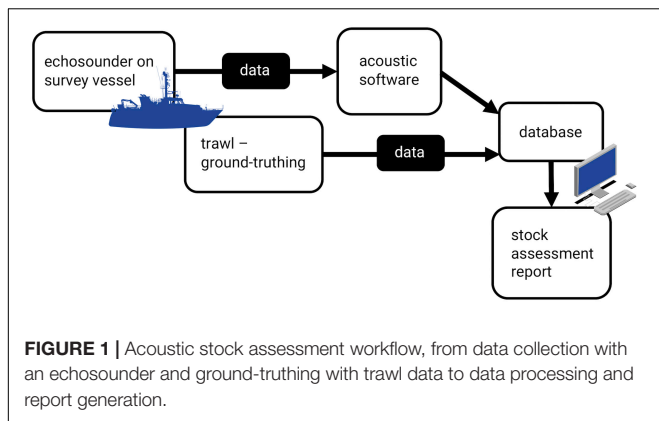 echosounder on
survey vessel
data
acoustic
software
trawl –
ground-truthing
data
database
stock
assessment
report
FIGURE 1 | Acoustic stock assessment workflow, from data collection with
an echosounder and ground-truthing with trawl data to data processing and
report generation.